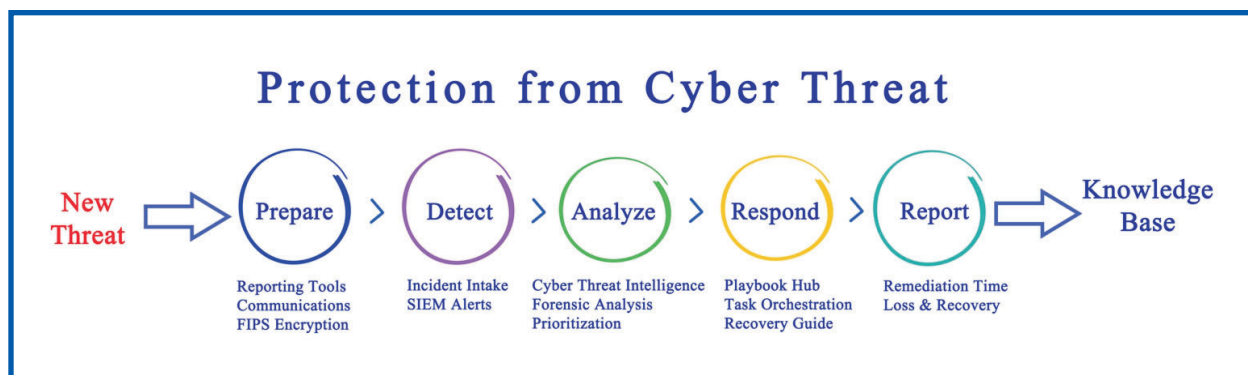 Protection from Cyber Threat
New
Threat
Prepare
Detect
Analyze
Respond
Report
Knowledge
Base
Reporting Tools
Communications
FIPS Encryption
Incident Intake
SIEM Alerts
Cyber Threat Intelligence
Forensic Analysis
Prioritization
Playbook Hub
Task Orchestration
Recovery Guide
Remediation Time
Loss & Recovery